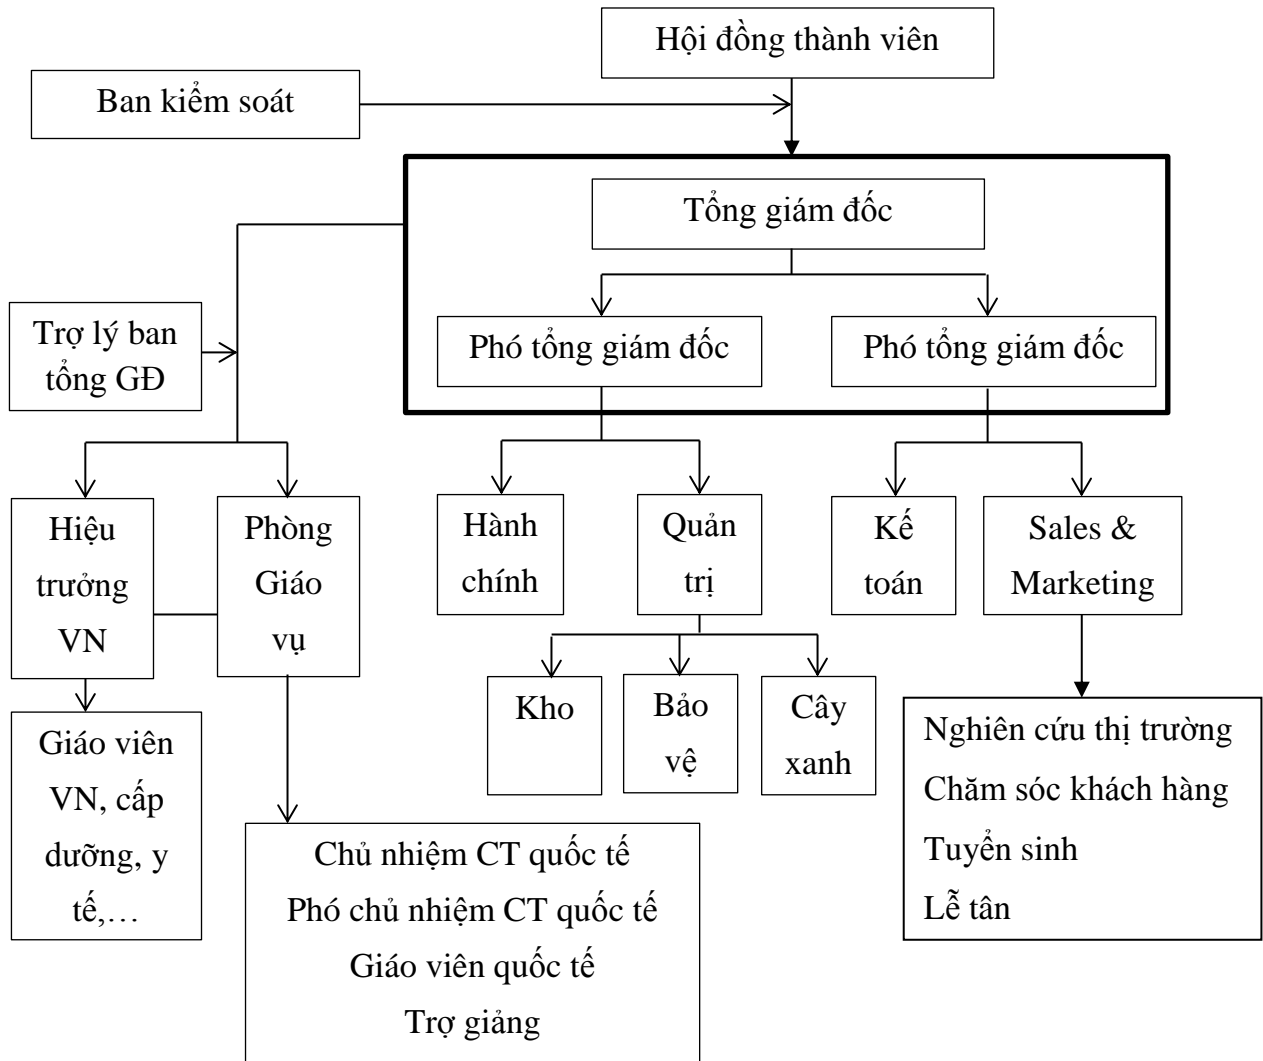 Hội đồng thành viên
Ban kiểm soát
Tổng giám đốc
Trợ lý ban
tổng GĐ
Phó tổng giám đốc
Phó tổng giám đốc
Hiệu
trưởng
VN
Phòng
Giáo
vụ
Hành
chính
Quản
trị
Kế
toán
Sales &
Marketing
Kho
Bảo
vệ
Cây
xanh
Giáo viên
VN, cấp
dưỡng, y
tế,…
Chủ nhiệm CT quốc tế
Phó chủ nhiệm CT quốc tế
Giáo viên quốc tế
Trợ giảng
Nghiên cứu thị trường
Chăm sóc khách hàng
Tuyển sinh
Lễ tân